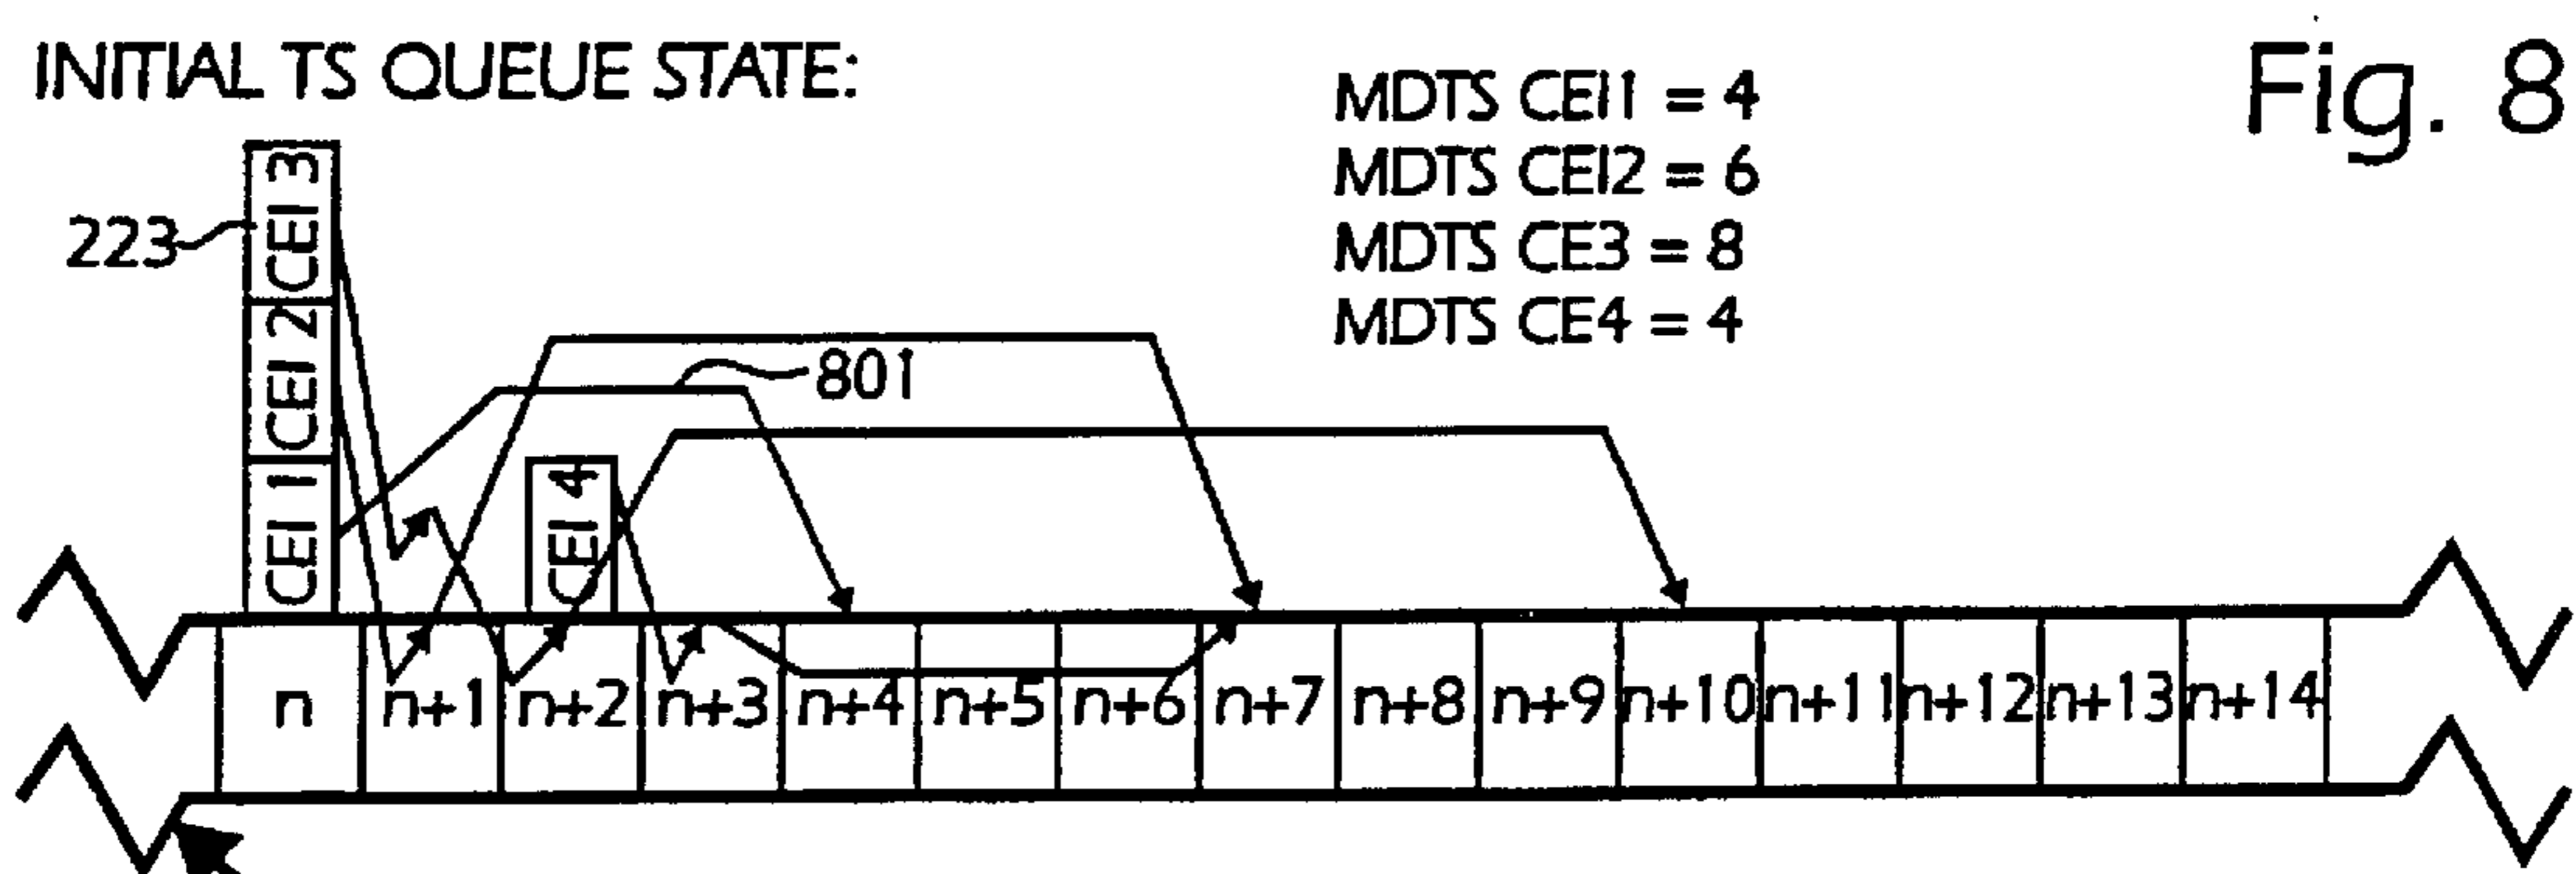 INITIAL TS QUEUE STATE:
Fig. 8
MDTS CEI1 = 4
MDTS CEI2 = 6
MDTS CE3 = 8
MDTS CE4 = 4
223
CEI 3
CEI 2
CEI 1
801
CEI 4
n n+1 n+2 n+3 n+4 n+5 n+6 n+7 n+8 n+9 n+10 n+11 n+12 n+13 n+14